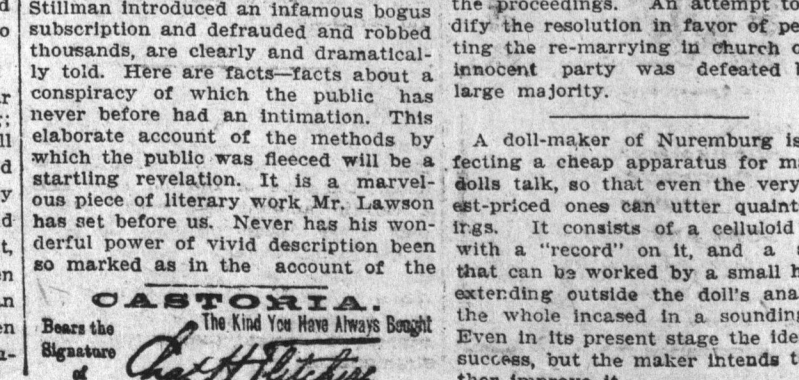 Stillman introduced an infamous bogus
subscription and defrauded and robbed
thousands, are clearly and dramatical-
ly told. Here are facts—facts about a
conspiracy of which the public has
never before had an intimation. This
elaborate account of the methods by
which the public was fleeced will be a
startling revelation. It is a marvel-
ous piece of literary work Mr. Lawson
has set before us. Never has his won-
derful power of vivid description been
so marked as in the account of the
CASTORIA.
Bears the
Signature
of
The Kind You Have Always Bought
Chas H Fletcher
the proceedings. An attempt to
dify the resolution in favor of pe
ting the re-marrying in church o
innocent party was defeated b
large majority.
A doll-maker of Nuremburg is
fecting a cheap apparatus for m
dolls talk, so that even the very
est-priced ones can utter quaint
irgs. It consists of a celluloid
with a "record" on it, and a s
that can be worked by a small h
extending outside the doll's ana
the whole incased in a sounding
Even in its present stage the ide
success, but the maker intends t
ther improve it.